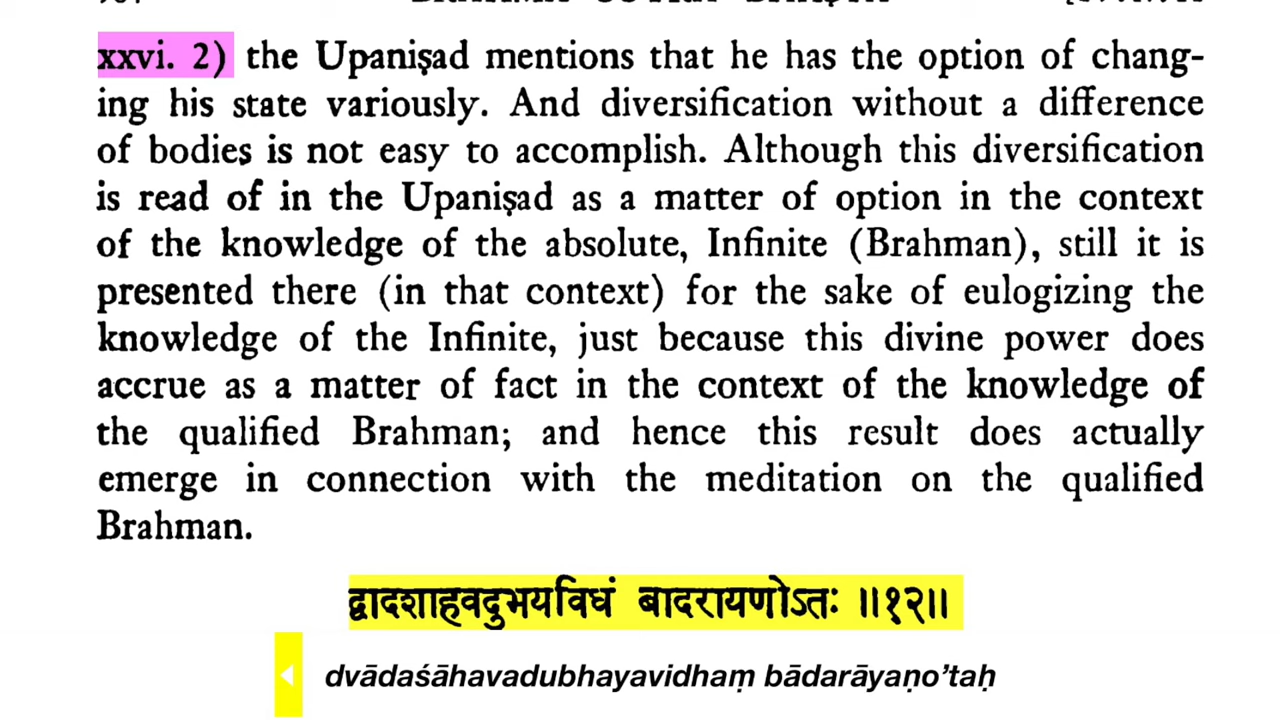 xxvi. 2) the Upaniṣad mentions that he has the option of chang-
ing his state variously. And diversification without a difference
of bodies is not easy to accomplish. Although this diversification
is read of in the Upaniṣad as a matter of option in the context
of the knowledge of the absolute, Infinite (Brahman), still it is
presented there (in that context) for the sake of eulogizing the
knowledge of the Infinite, just because this divine power does
accrue as a matter of fact in the context of the knowledge of
the qualified Brahman; and hence this result does actually
emerge in connection with the meditation on the qualified
Brahman.
द्वादशाहवदुभयविधं बादरायणोऽतः ॥१२॥
dvādaśāhavadubhayavidhaṃ bādarāyaṇo’taḥ